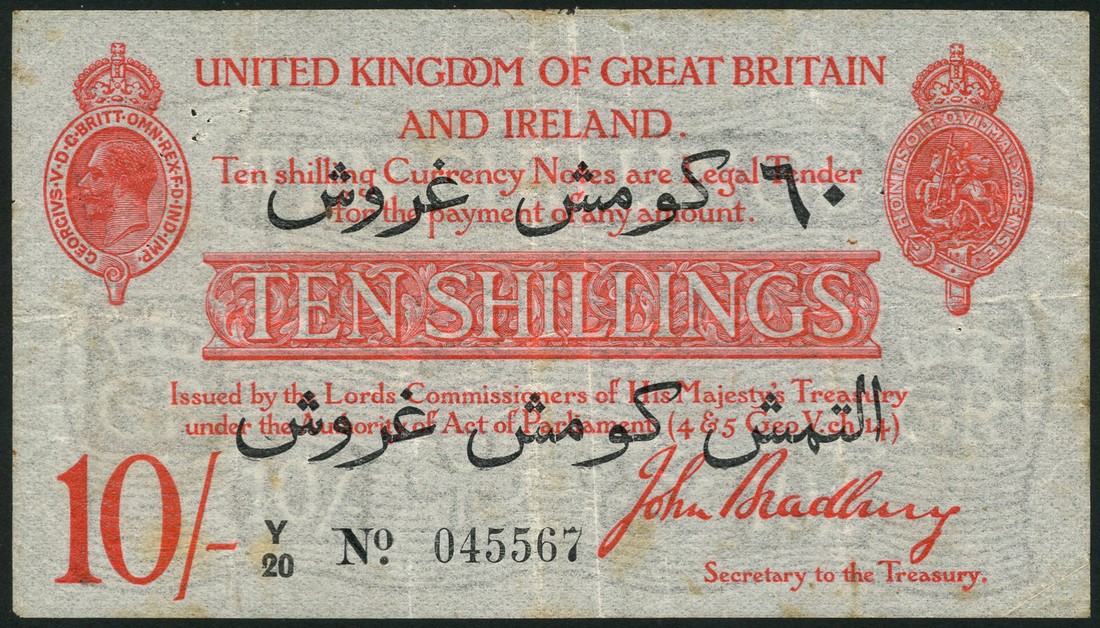 UNITED KINGDOM OF GREAT BRITAIN
AND IRELAND.
Ten shilling Currency Notes are Legal Tender
for the payment of any amount.
٦٠ كومش غروش
GEORGIVS·V·D·G·BRITT·OMN·REX·F·D·IND·IMP·
HONI·SOIT·QVI·MAL·Y·PENSE
TEN SHILLINGS
Issued by the Lords Commissioners of His Majesty's Treasury
under the Authority of Act of Parliament (4 & 5 Geo.V.ch.14)
التمش كومش غروش
John Bradbury
10/-
Y/20 No. 045567
Secretary to the Treasury.